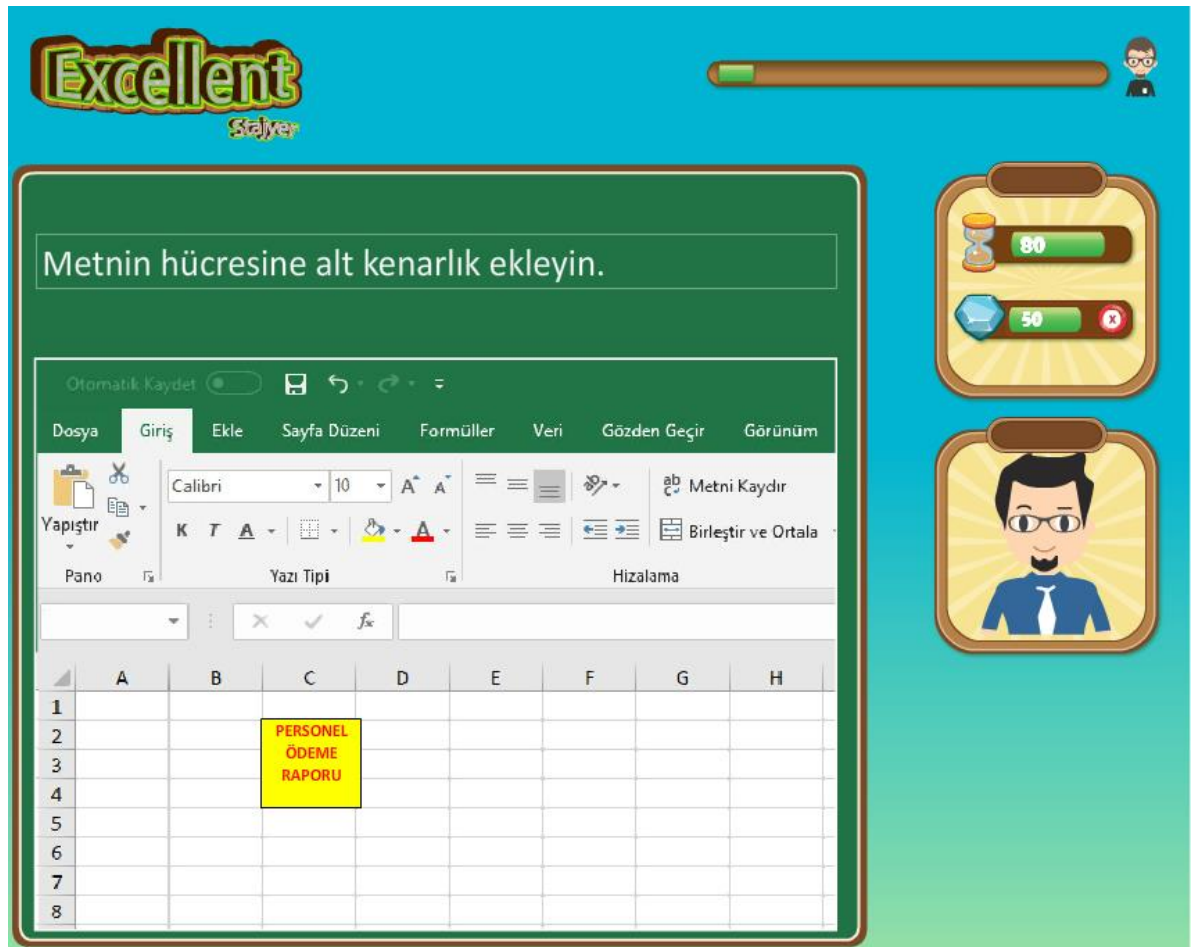 Excellent
Stajyer
80
50
Metnin hücresine alt kenarlık ekleyin.
Otomatik Kaydet
Dosya Giriş Ekle Sayfa Düzeni Formüller Veri Gözden Geçir Görünüm
Calibri 10 A A ab Metni Kaydır
Yapıştır K T A A Birleştir ve Ortala
Pano Yazı Tipi Hizalama
fx
A B C D E F G H
1
2 PERSONEL
ÖDEME
3 RAPORU
4
5
6
7
8